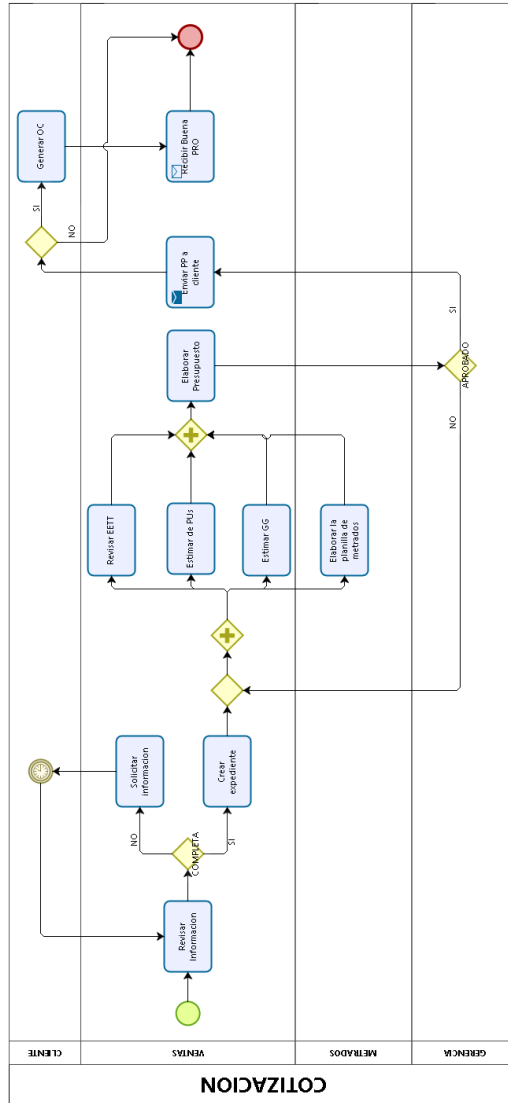 COTIZACION
CLIENTE
VENTAS
METRADOS
GERENCIA
Revisar
Informacion
COMPLETA
NO
SI
Solicitar
informacion
Crear
expediente
Revisar EETT
Estimar de PUs
Estimar GG
Elaborar la
planilla de
metrados
Elaborar
Presupuesto
APROBADO
NO
SI
Enviar PP a
cliente
SI
NO
Generar OC
Recibir Buena
PRO